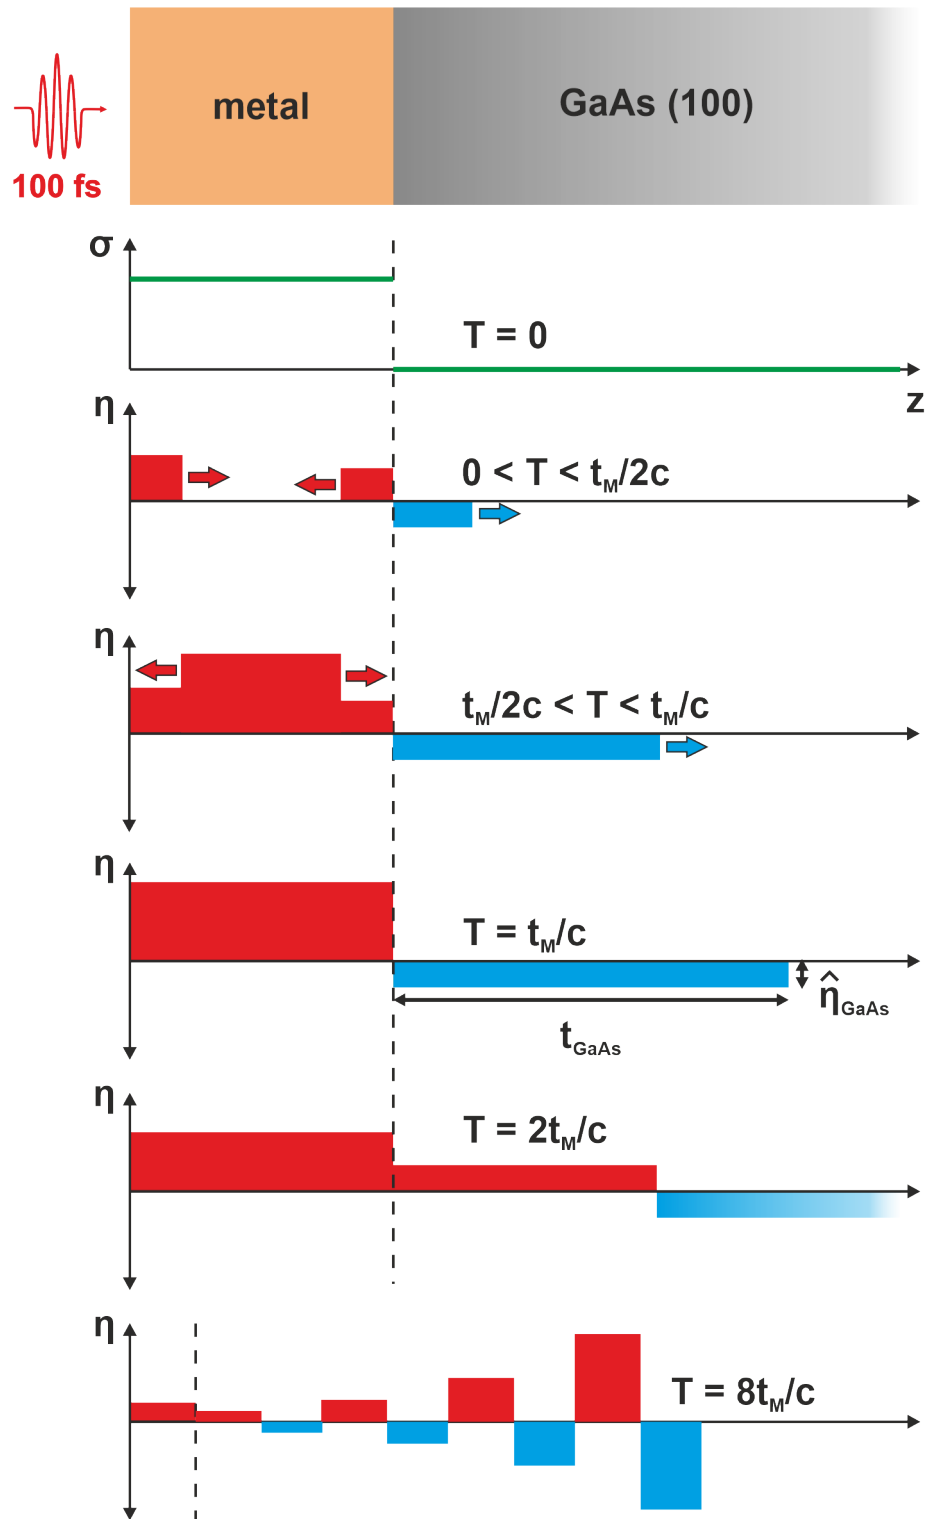 metal
GaAs (100)
100 fs
σ
T = 0
z
η
0 < T < tM/2c
η
tM/2c < T < tM/c
η
T = tM/c
η̂GaAs
tGaAs
η
T = 2tM/c
η
T = 8tM/c